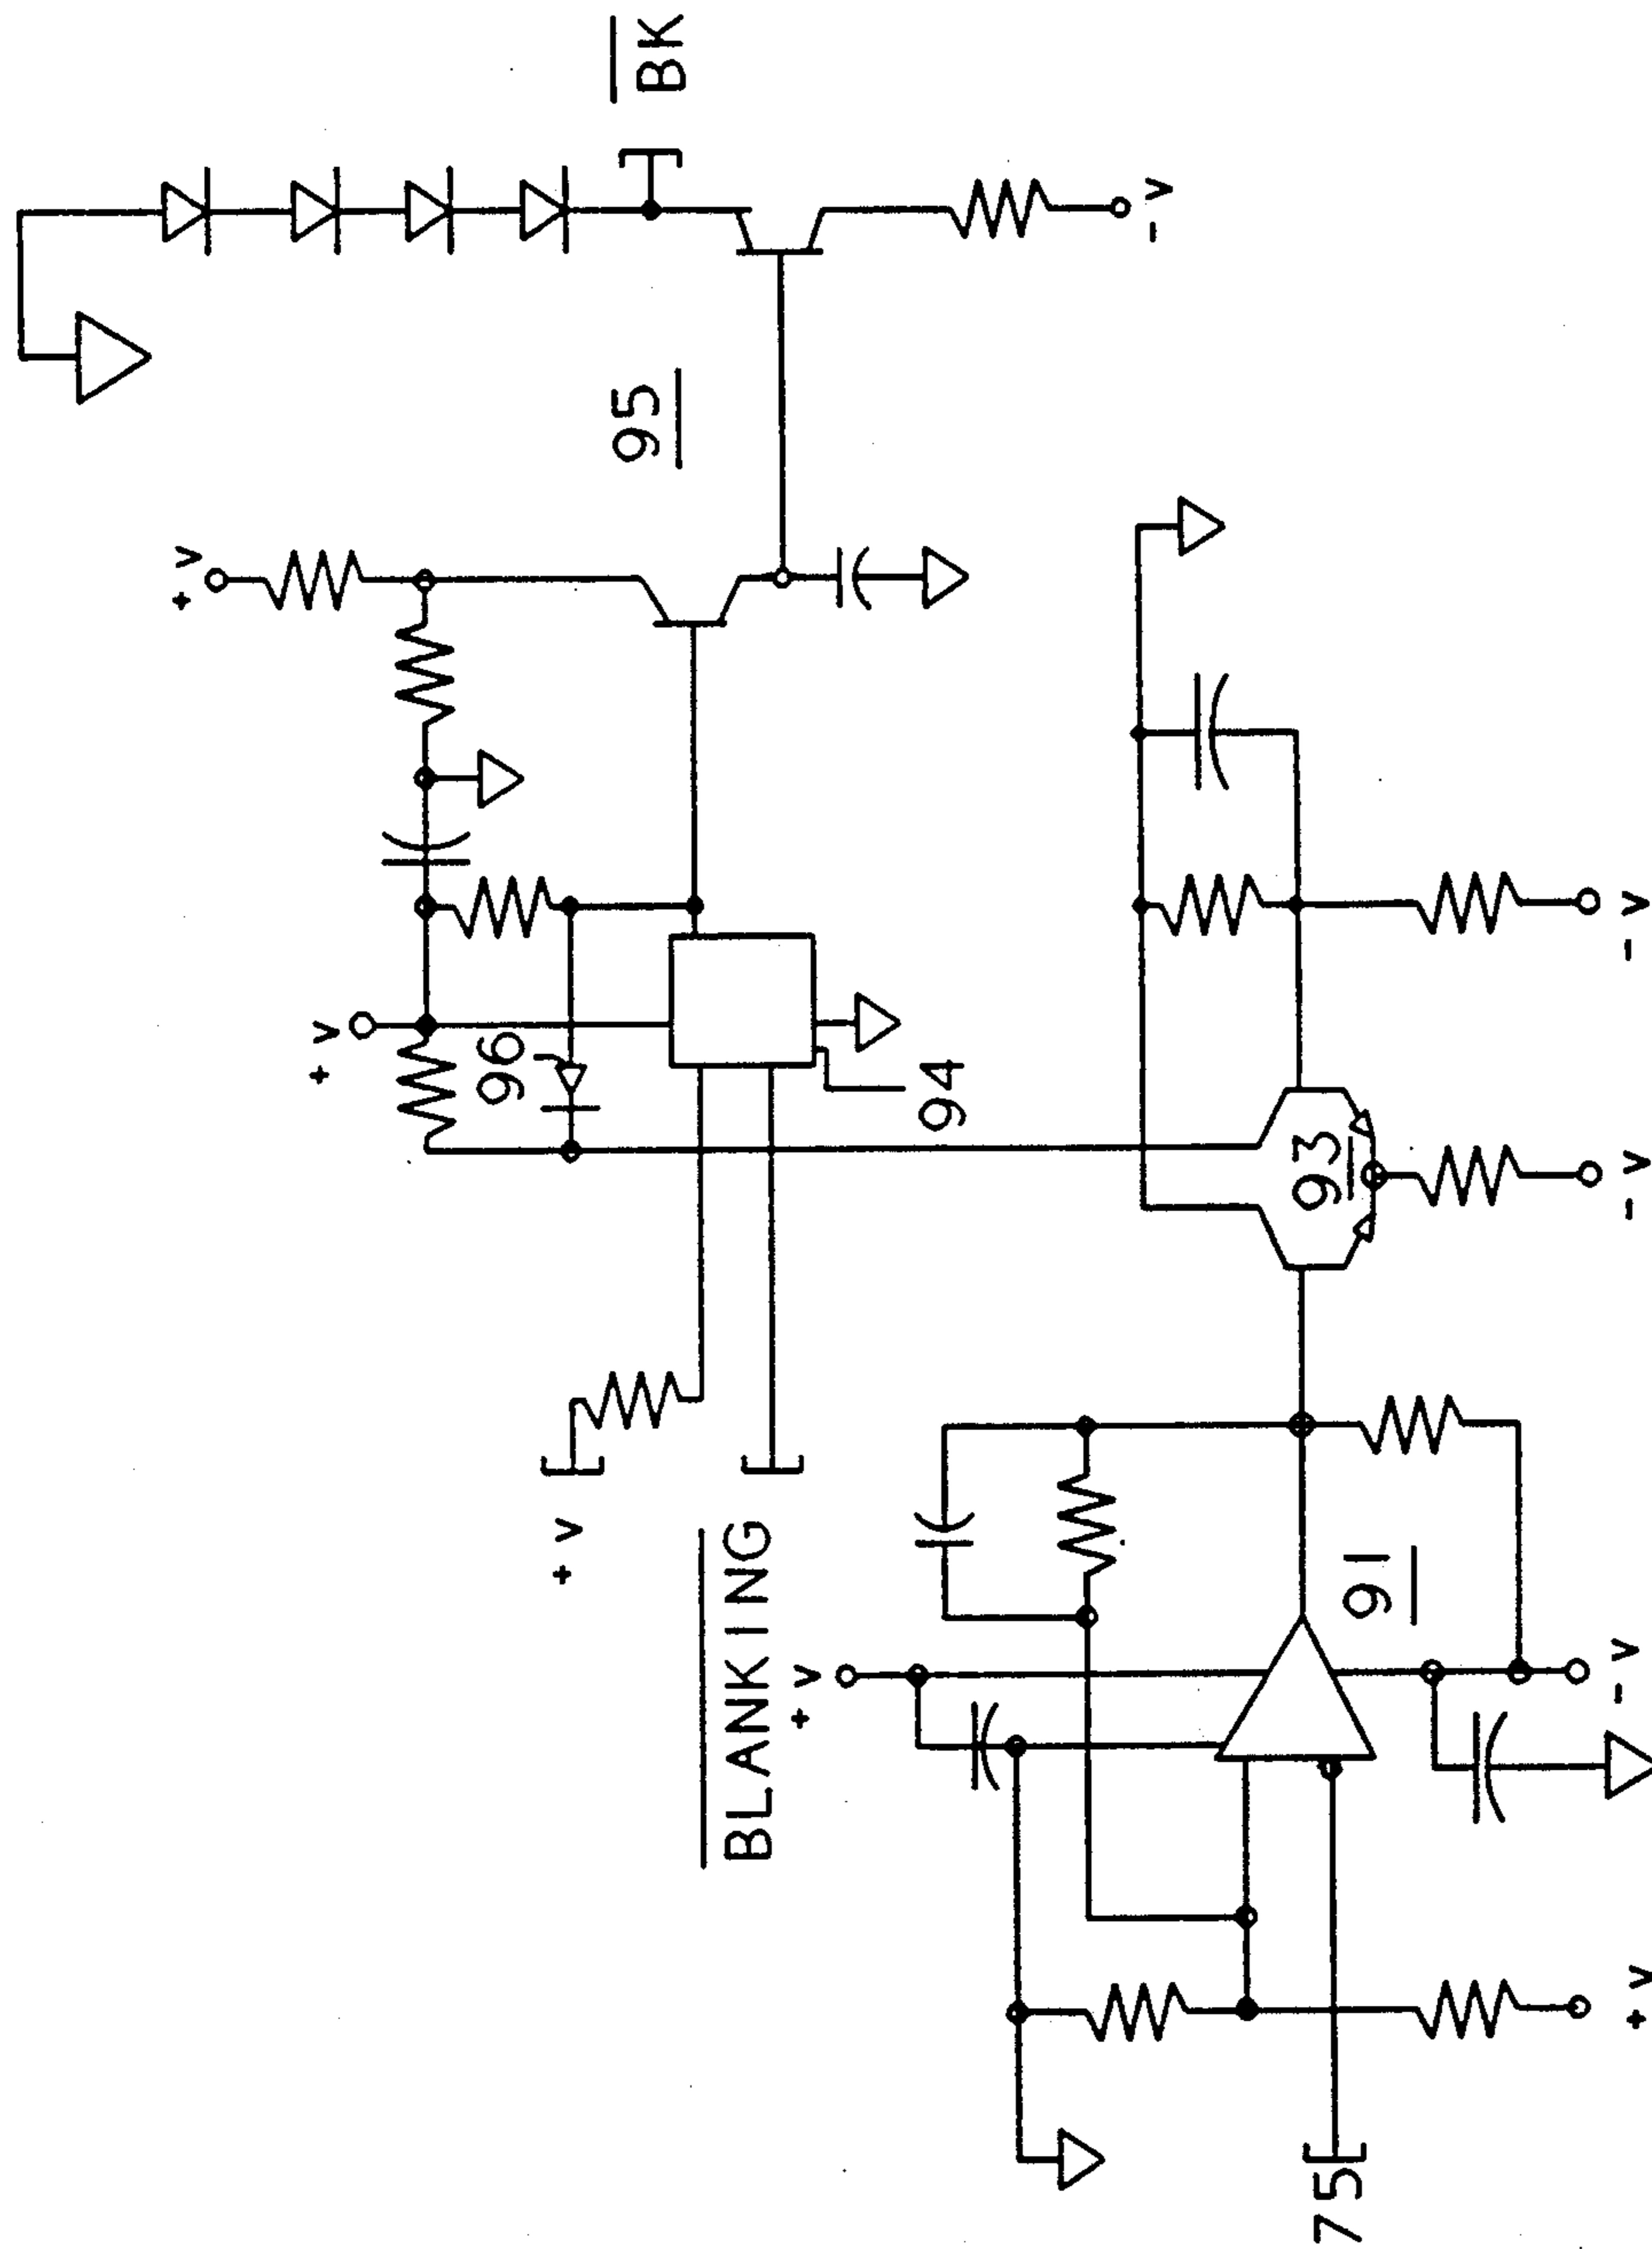 BK
+ v
95
+ v
96
94
+ v
BLANKING
+ v
- v
93
- v
- v
91
- v
+ v
75